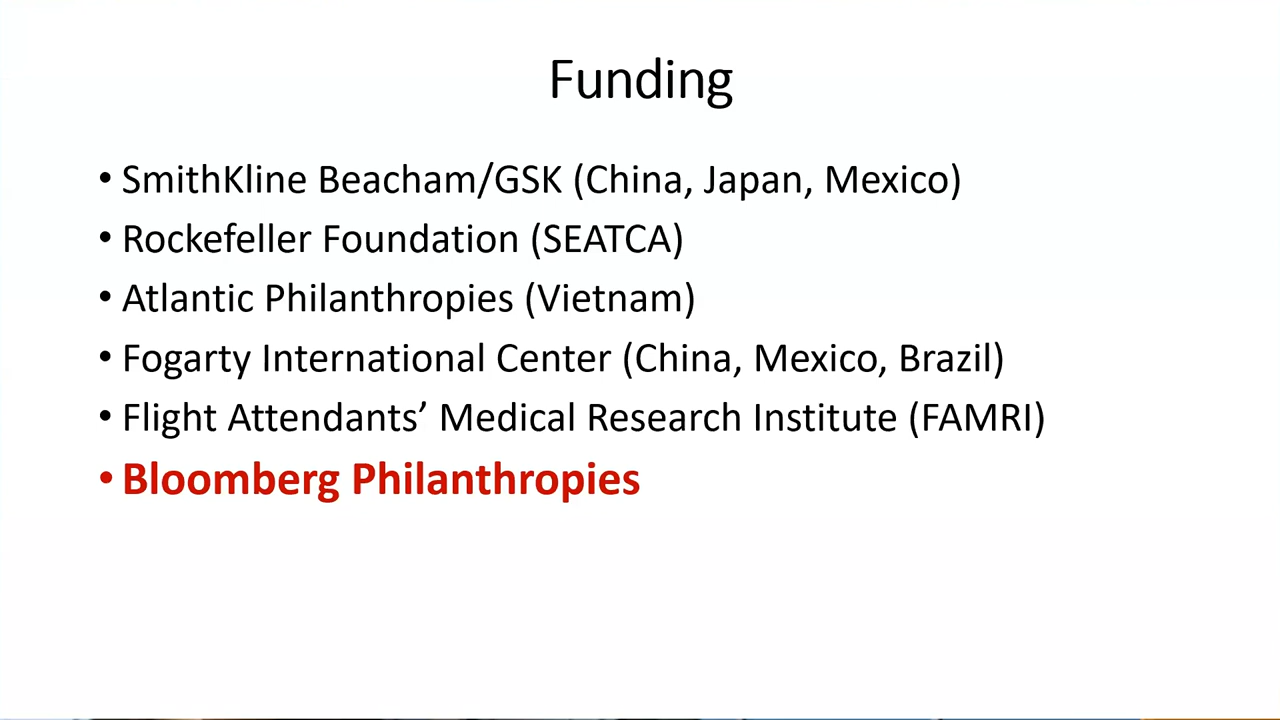 Funding
• SmithKline Beacham/GSK (China, Japan, Mexico)
• Rockefeller Foundation (SEATCA)
• Atlantic Philanthropies (Vietnam)
• Fogarty International Center (China, Mexico, Brazil)
• Flight Attendants’ Medical Research Institute (FAMRI)
• Bloomberg Philanthropies